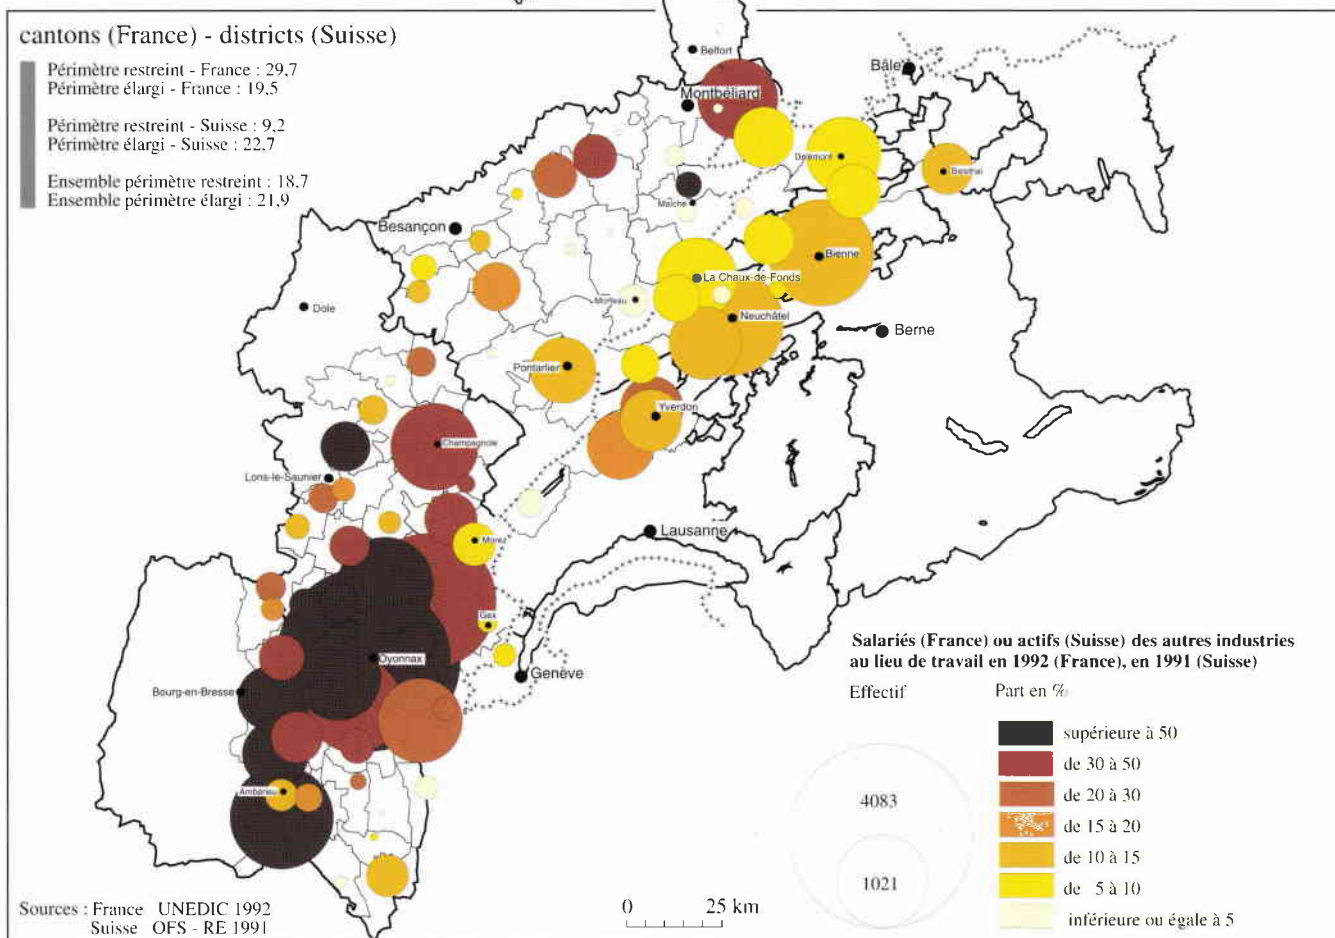 cantons (France) - districts (Suisse)
Périmètre restreint - France : 29,7
Périmètre élargi - France : 19,5
Périmètre restreint - Suisse : 9,2
Périmètre élargi - Suisse : 22,7
Ensemble périmètre restreint : 18,7
Ensemble périmètre élargi : 21,9
Belfort
Bâle
Montbéliard
Delémont
Balsthal
Maîche
Besançon
Bienne
La Chaux-de-Fonds
Morteau
Dole
Neuchâtel
Berne
Pontarlier
Yverdon
Champagnole
Lons-le-Saunier
Lausanne
Morez
Gex
Oyonnax
Genève
Bourg-en-Bresse
Ambérieu
Salariés (France) ou actifs (Suisse) des autres industries
au lieu de travail en 1992 (France), en 1991 (Suisse)
Effectif
Part en %
4083
1021
supérieure à 50
de 30 à 50
de 20 à 30
de 15 à 20
de 10 à 15
de 5 à 10
inférieure ou égale à 5
0 25 km
Sources : France UNEDIC 1992
Suisse OFS - RE 1991